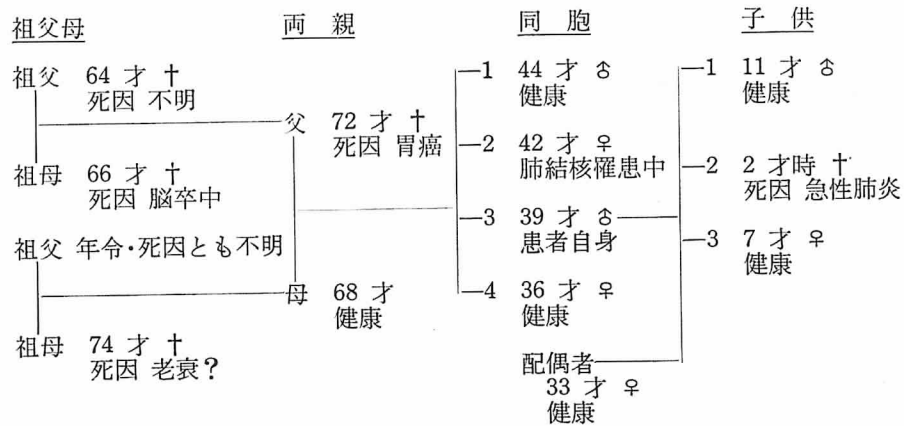 祖父母
祖父 64 才 †
死因 不明
祖母 66 才 †
死因 脳卒中
祖父 年令・死因とも不明
祖母 74 才 †
死因 老衰？
両 親
父 72 才 †
死因 胃癌
母 68 才
健康
同 胞
1 44 才 ♂
健康
2 42 才 ♀
肺結核罹患中
3 39 才 ♂
患者自身
4 36 才 ♀
健康
配偶者
33 才 ♀
健康
子 供
1 11 才 ♂
健康
2 2 才時 †
死因 急性肺炎
3 7 才 ♀
健康